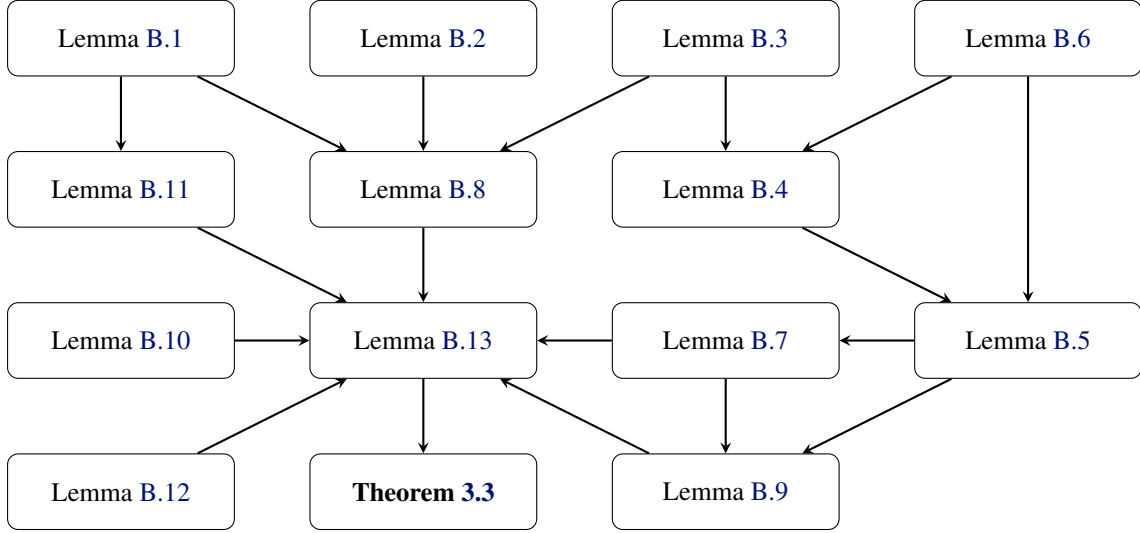 Lemma B.1
Lemma B.2
Lemma B.3
Lemma B.6
Lemma B.11
Lemma B.8
Lemma B.4
Lemma B.10
Lemma B.13
Lemma B.7
Lemma B.5
Lemma B.12
Theorem 3.3
Lemma B.9